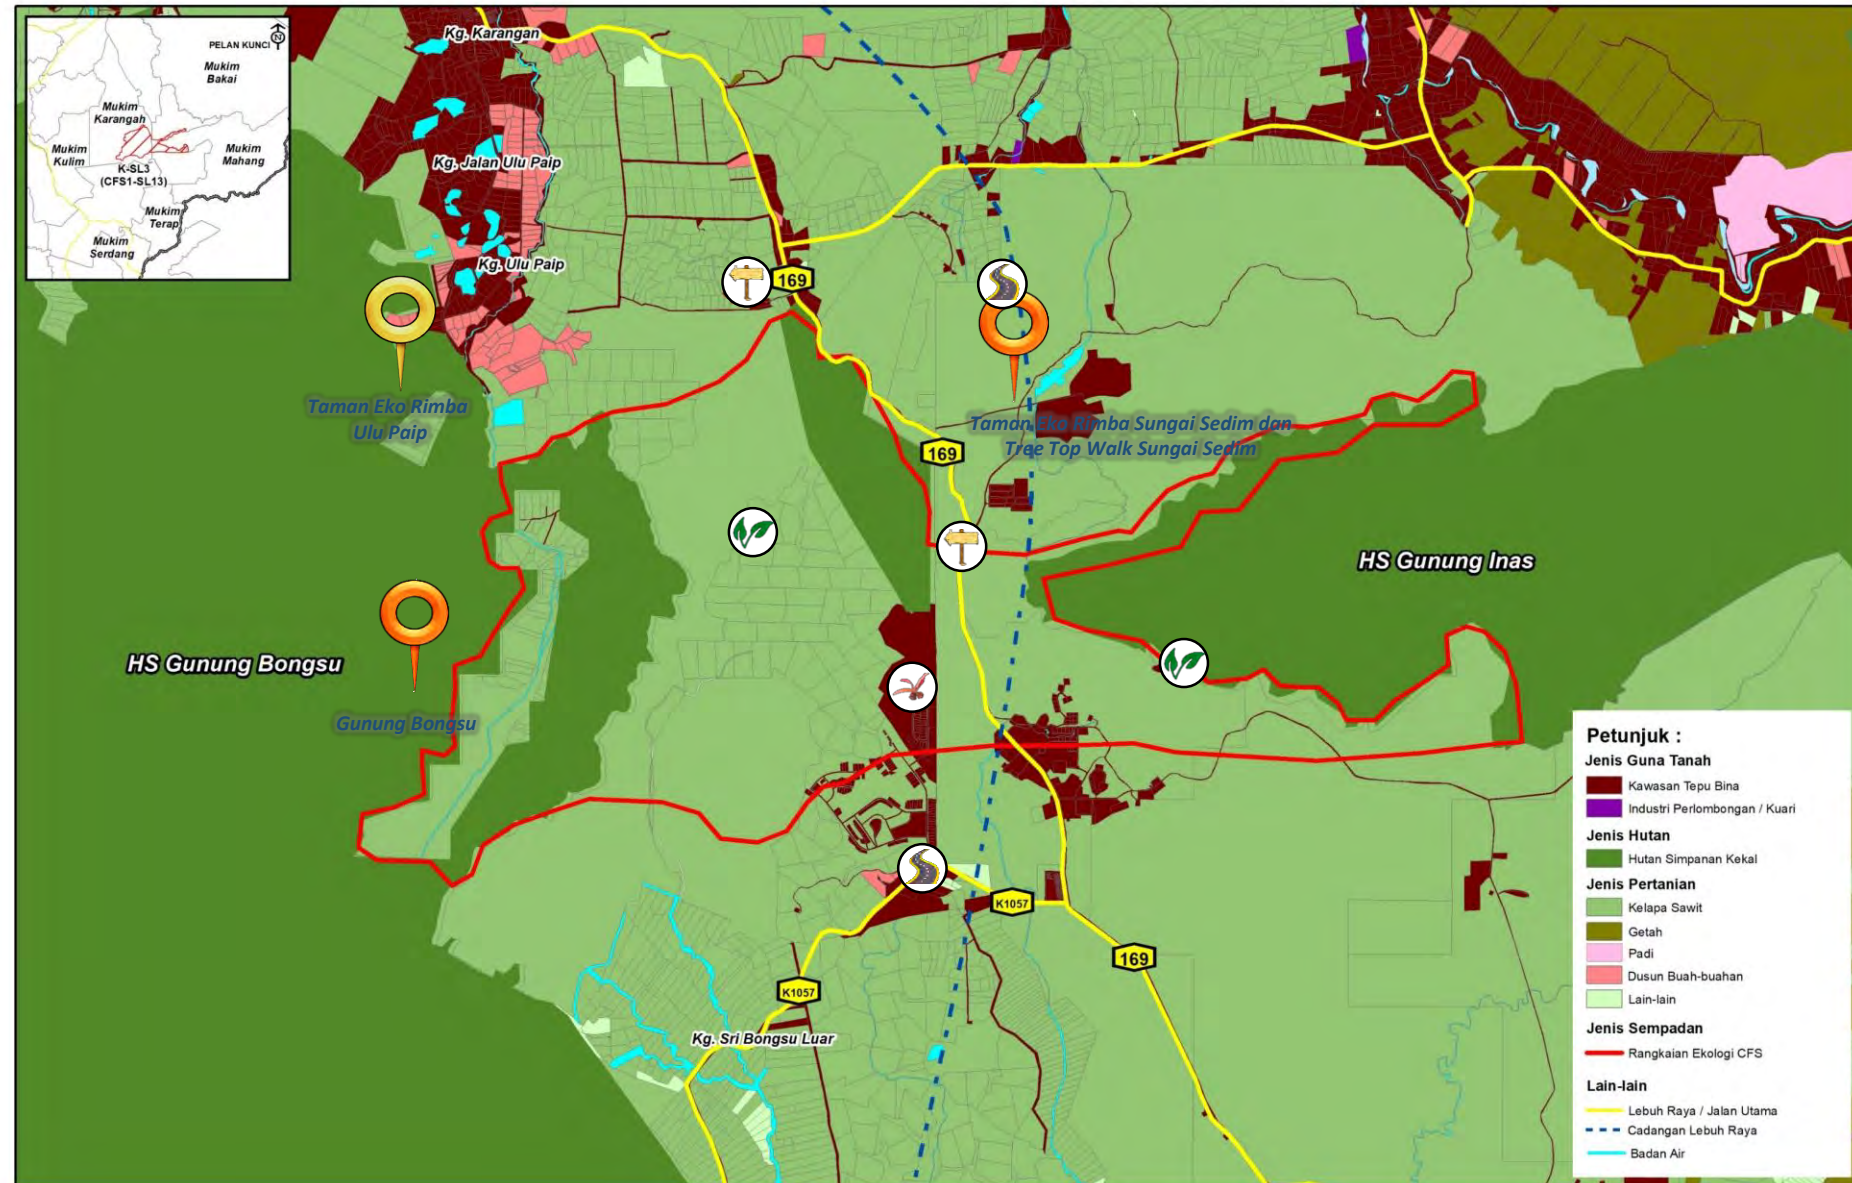 PELAN KUNCI
N
Mukim
Bakai
Mukim
Karangah
Mukim
Kulim
Mukim
Mahang
K-SL3
(CFS1-SL13)
Mukim
Terap
Mukim
Serdang
Kg. Karangan
Kg. Jalan Ulu Paip
Kg. Ulu Paip
169
Taman Eko Rimba
Ulu Paip
Taman Eko Rimba Sungai Sedim dan
Tree Top Walk Sungai Sedim
169
HS Gunung Inas
HS Gunung Bongsu
Gunung Bongsu
K1057
169
K1057
Kg. Sri Bongsu Luar
Petunjuk :
Jenis Guna Tanah
Kawasan Tepu Bina
Industri Perlombongan / Kuari
Jenis Hutan
Hutan Simpanan Kekal
Jenis Pertanian
Kelapa Sawit
Getah
Padi
Dusun Buah-buahan
Lain-lain
Jenis Sempadan
Rangkaian Ekologi CFS
Lain-lain
Lebuh Raya / Jalan Utama
Cadangan Lebuh Raya
Badan Air